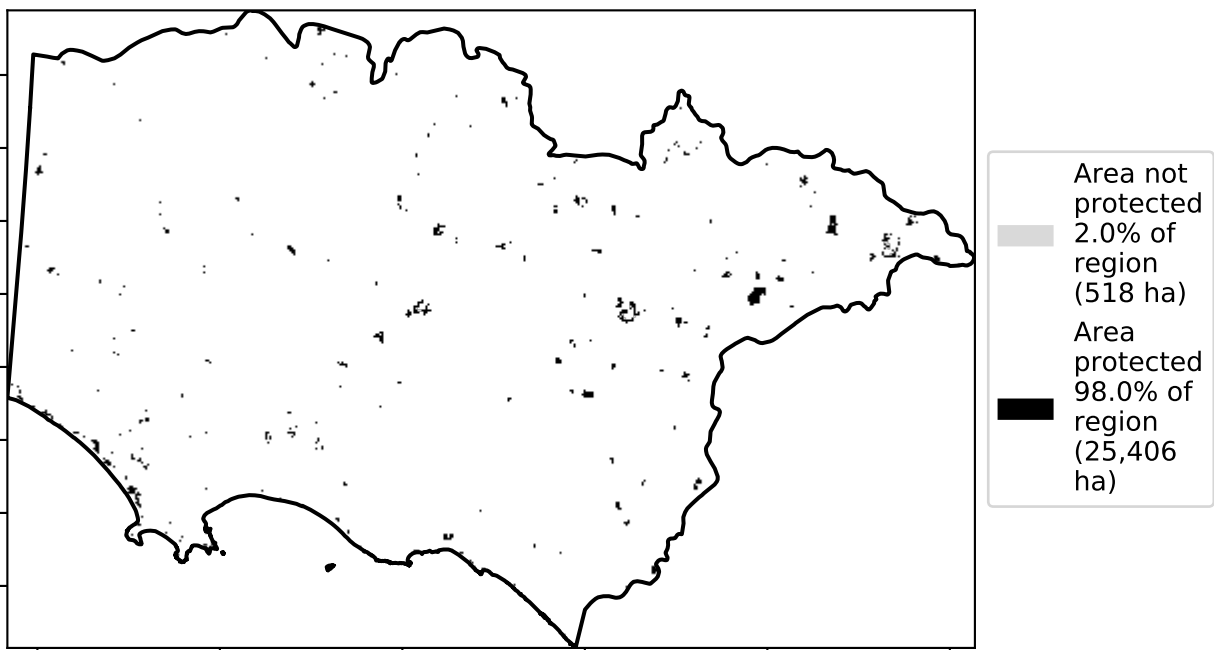 Area not
protected
2.0% of
region
(518 ha)
Area
protected
98.0% of
region
(25,406
ha)